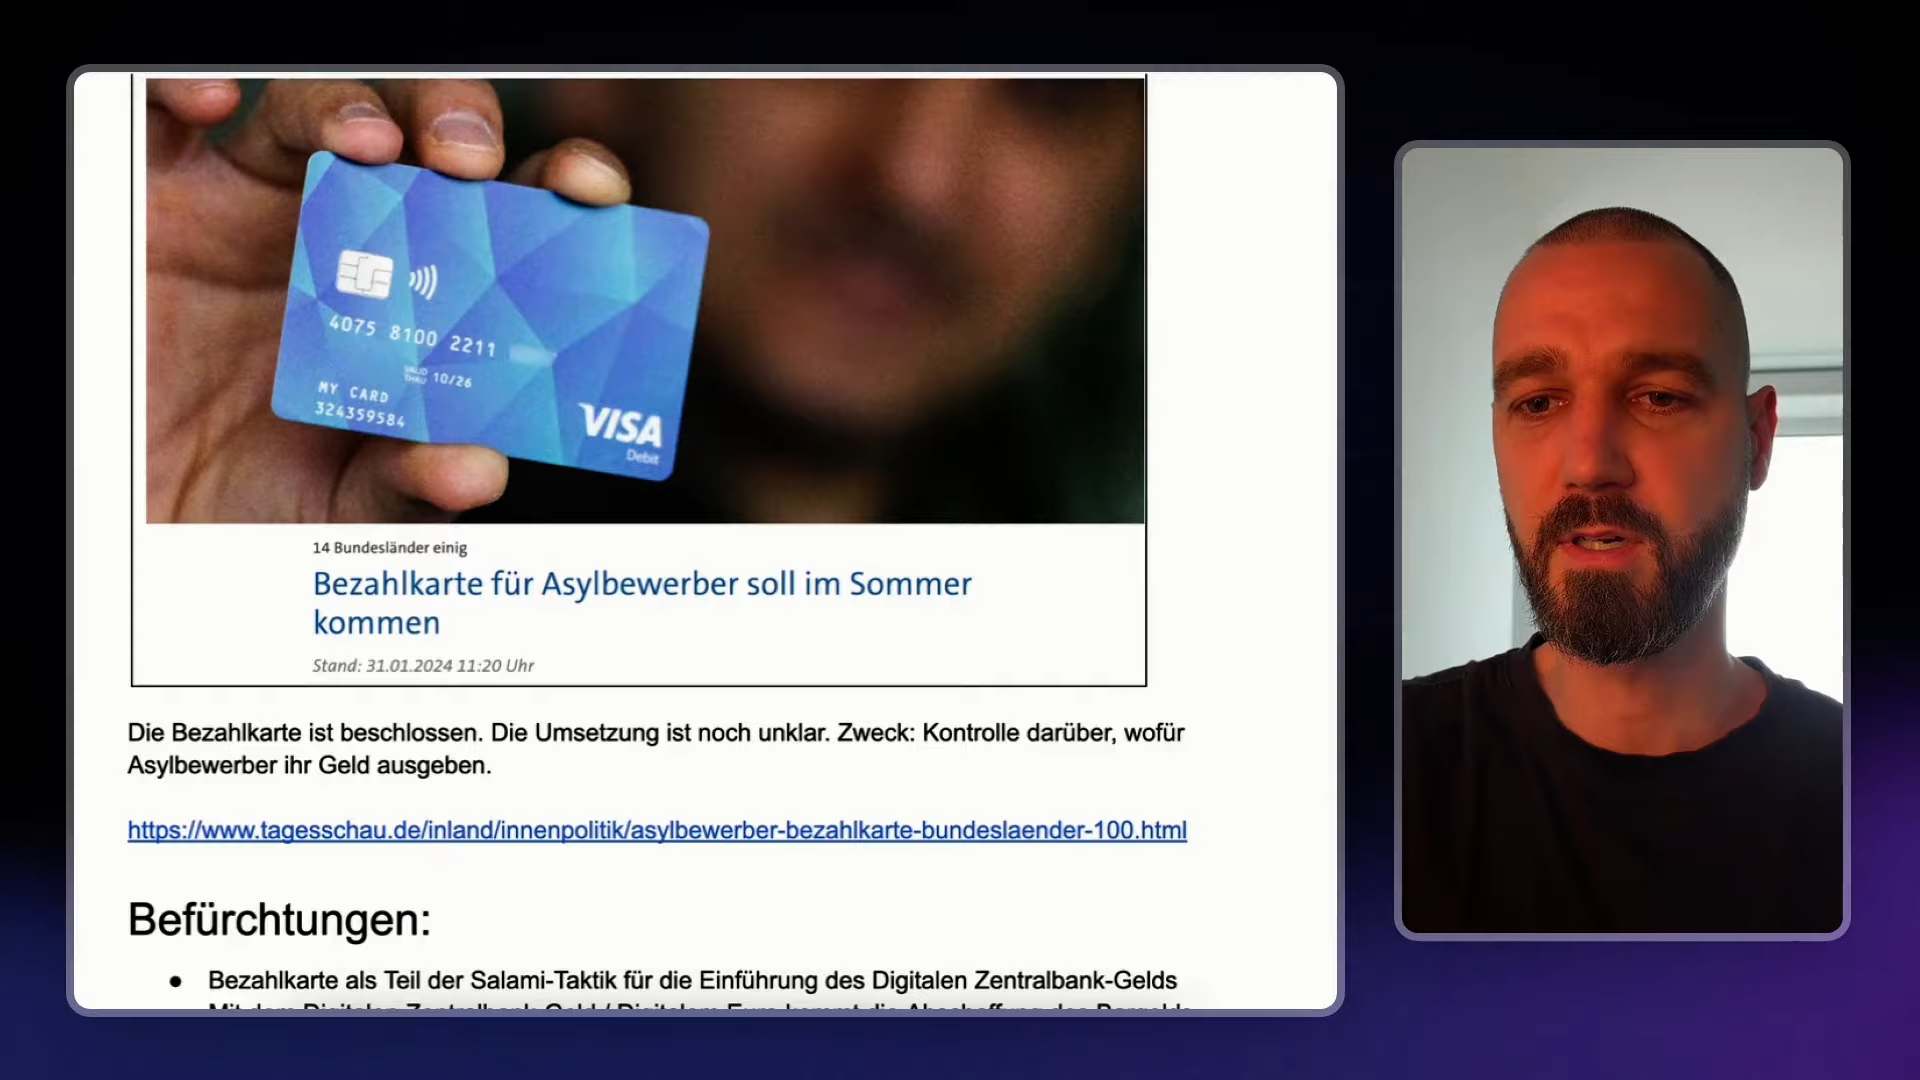 4075 8100 2211
VALID
THRU 10/26
MY CARD
324359584
VISA
Debit
14 Bundesländer einig
Bezahlkarte für Asylbewerber soll im Sommer
kommen
Stand: 31.01.2024 11:20 Uhr
Die Bezahlkarte ist beschlossen. Die Umsetzung ist noch unklar. Zweck: Kontrolle darüber, wofür
Asylbewerber ihr Geld ausgeben.
https://www.tagesschau.de/inland/innenpolitik/asylbewerber-bezahlkarte-bundeslaender-100.html
Befürchtungen:
● Bezahlkarte als Teil der Salami-Taktik für die Einführung des Digitalen Zentralbank-Gelds